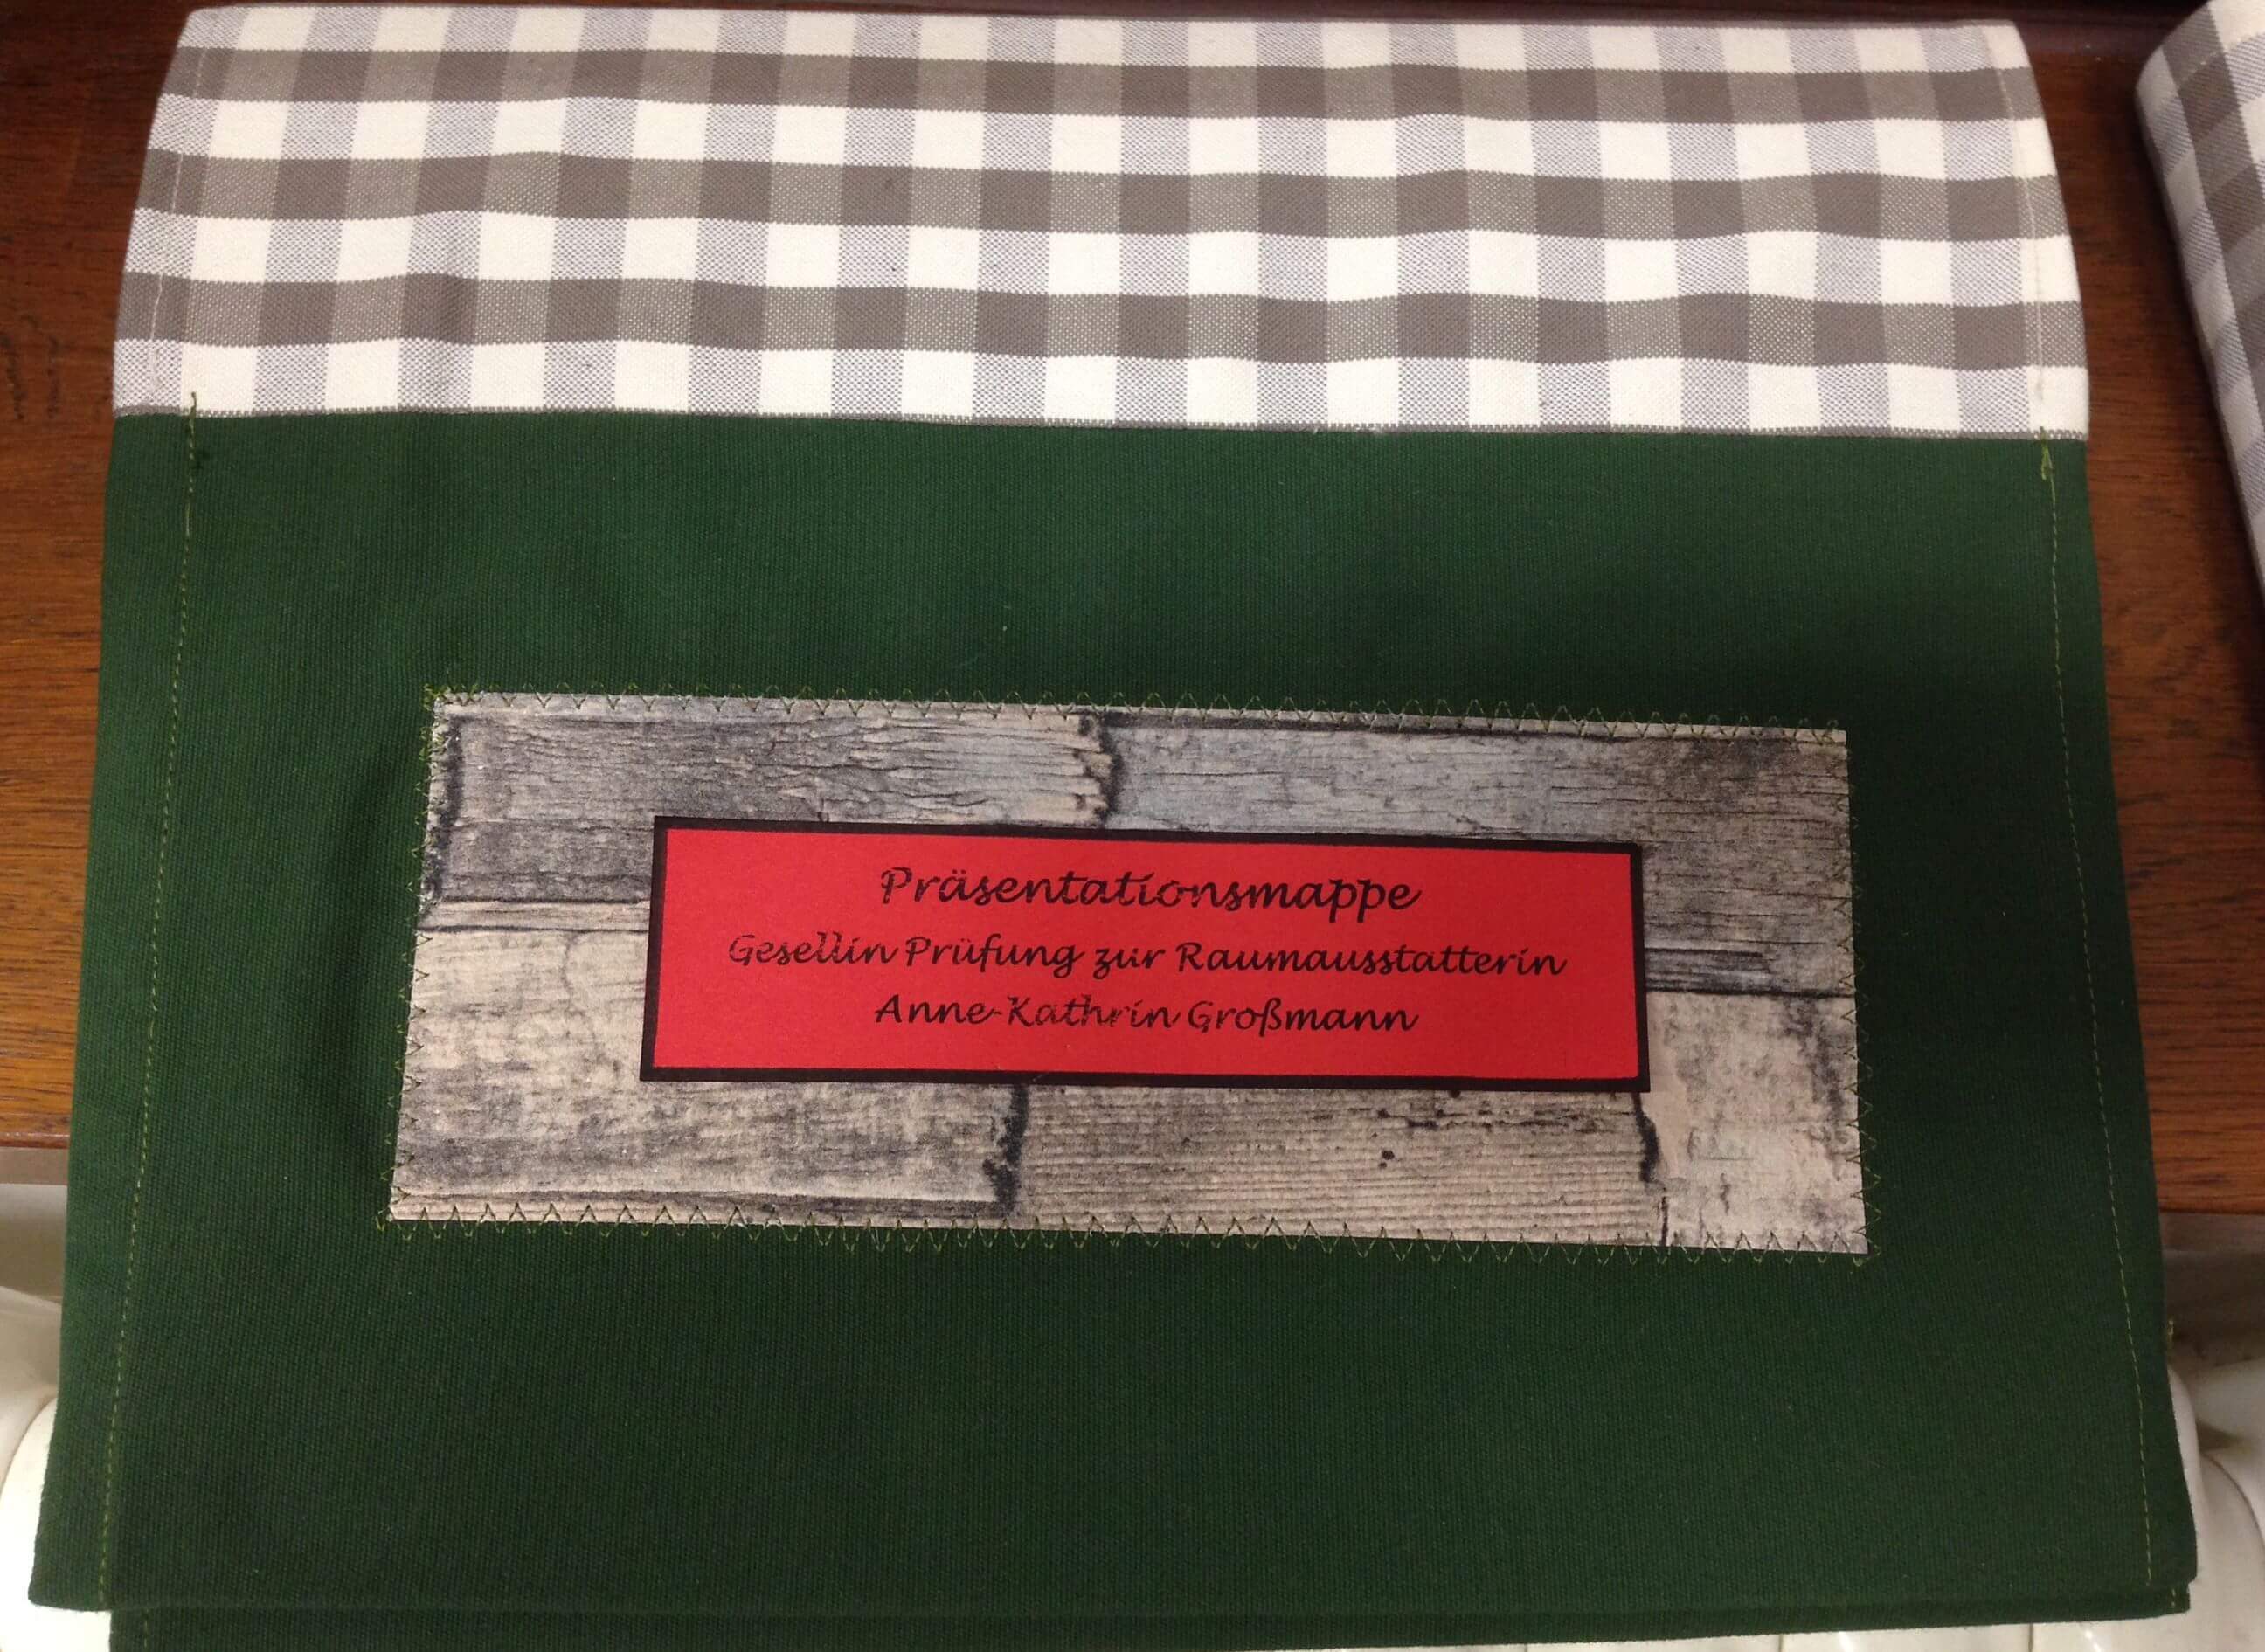 Präsentationsmappe
Gesellin Prüfung zur Raumausstatterin
Anne-Kathrin Großmann